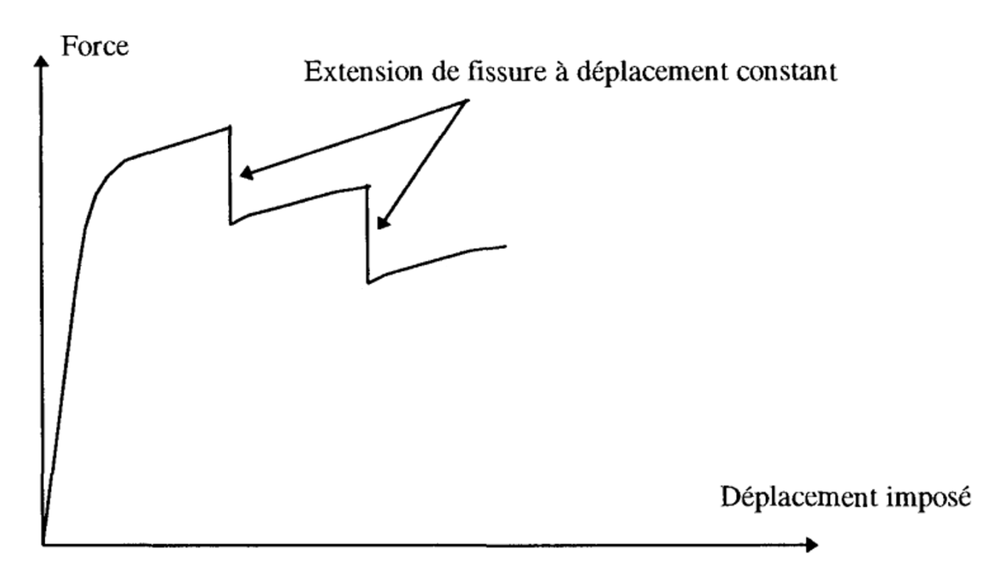 Force
Extension de fissure à déplacement constant
Déplacement imposé